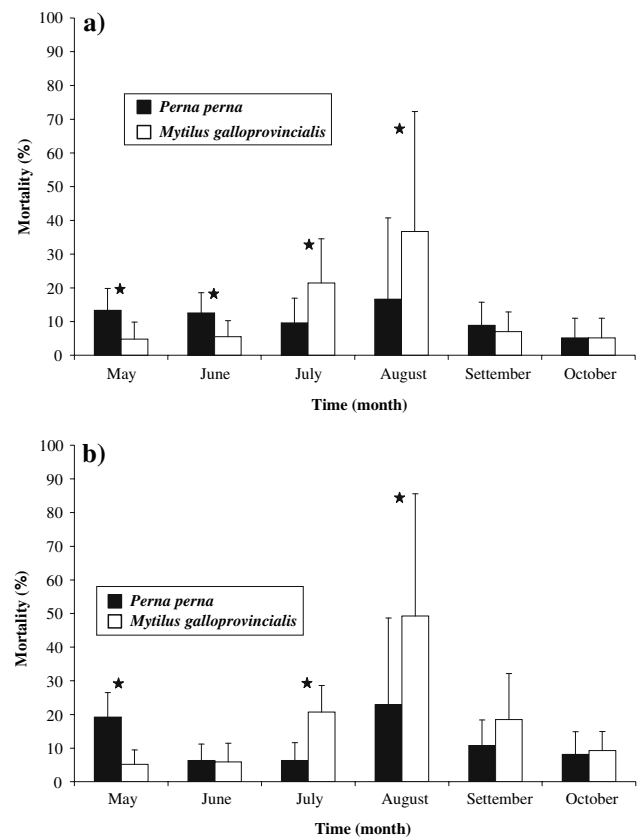 a)
100
90
80
70
60
50
40
30
20
10
0
Mortality (%)
Perna perna
Mytilus galloprovincialis
May June July August Settember October
Time (month)
b)
100
90
80
70
60
50
40
30
20
10
0
Mortality (%)
Perna perna
Mytilus galloprovincialis
May June July August Settember October
Time (month)